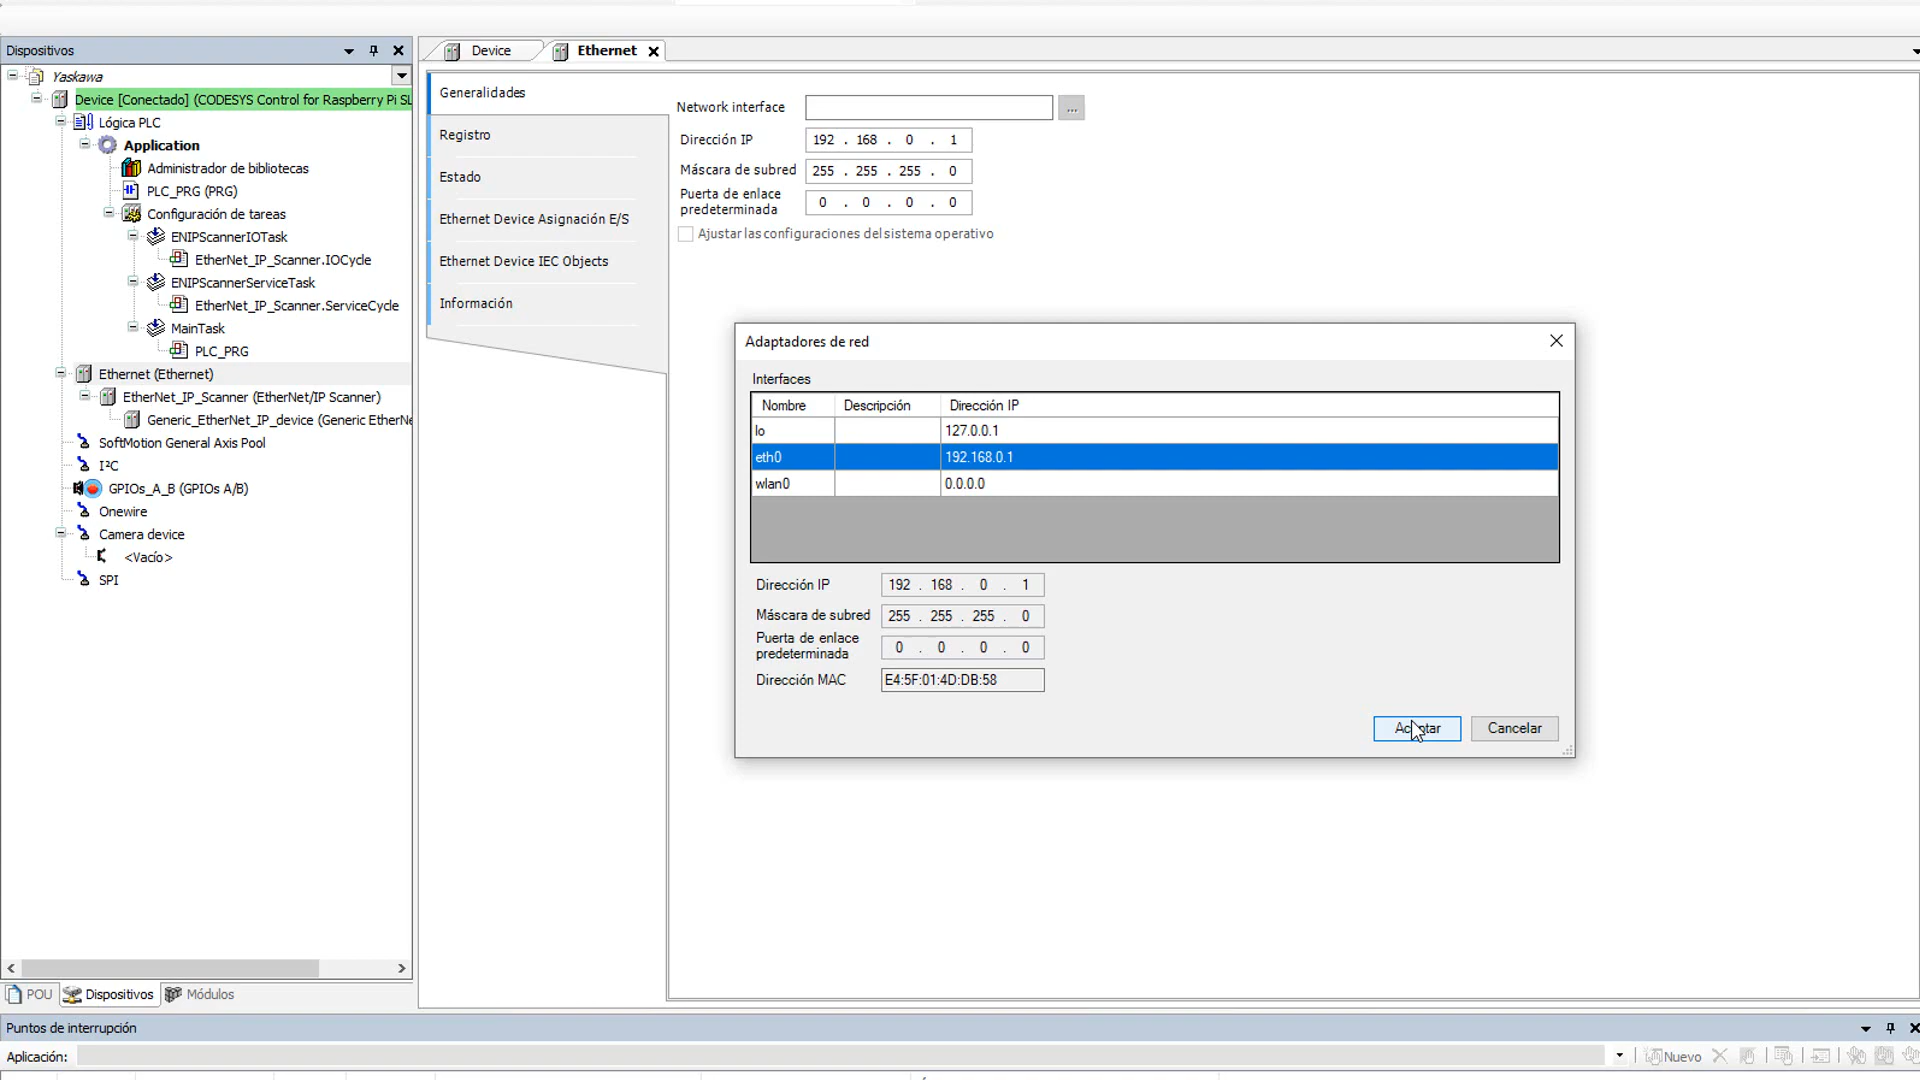 Dispositivos
Yaskawa
Device [Conectado] (CODESYS Control for Raspberry Pi SL
Lógica PLC
Application
Administrador de bibliotecas
PLC_PRG (PRG)
Configuración de tareas
ENIPScannerIOTask
EtherNet_IP_Scanner.IOCycle
ENIPScannerServiceTask
EtherNet_IP_Scanner.ServiceCycle
MainTask
PLC_PRG
Ethernet (Ethernet)
EtherNet_IP_Scanner (EtherNet/IP Scanner)
Generic_EtherNet_IP_device (Generic EtherNe
SoftMotion General Axis Pool
I²C
GPIOs_A_B (GPIOs A/B)
Onewire
Camera device
<Vacío>
SPI
POU Dispositivos Módulos
Device Ethernet
Generalidades
Registro
Estado
Ethernet Device Asignación E/S
Ethernet Device IEC Objects
Información
Network interface ...
Dirección IP 192 . 168 . 0 . 1
Máscara de subred 255 . 255 . 255 . 0
Puerta de enlace
predeterminada 0 . 0 . 0 . 0
Ajustar las configuraciones del sistema operativo
Adaptadores de red
Interfaces
Nombre Descripción Dirección IP
lo 127.0.0.1
eth0 192.168.0.1
wlan0 0.0.0.0
Dirección IP 192 . 168 . 0 . 1
Máscara de subred 255 . 255 . 255 . 0
Puerta de enlace
predeterminada 0 . 0 . 0 . 0
Dirección MAC E4:5F:01:4D:DB:58
Aceptar Cancelar
Puntos de interrupción
Aplicación: Nuevo